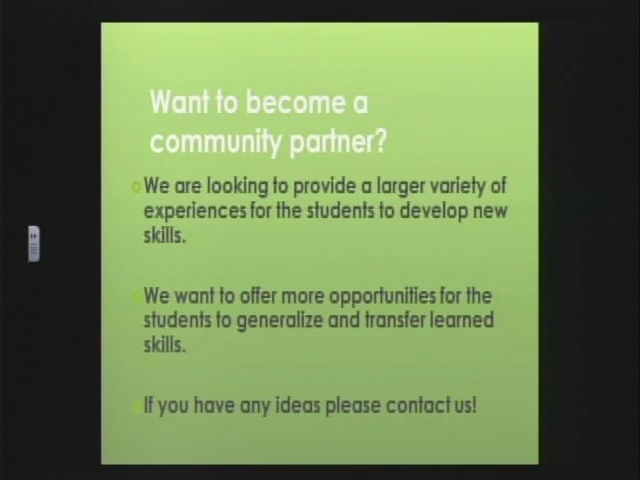 Want to become a
community partner?
We are looking to provide a larger variety of
experiences for the students to develop new
skills.
We want to offer more opportunities for the
students to generalize and transfer learned
skills.
If you have any ideas please contact us!